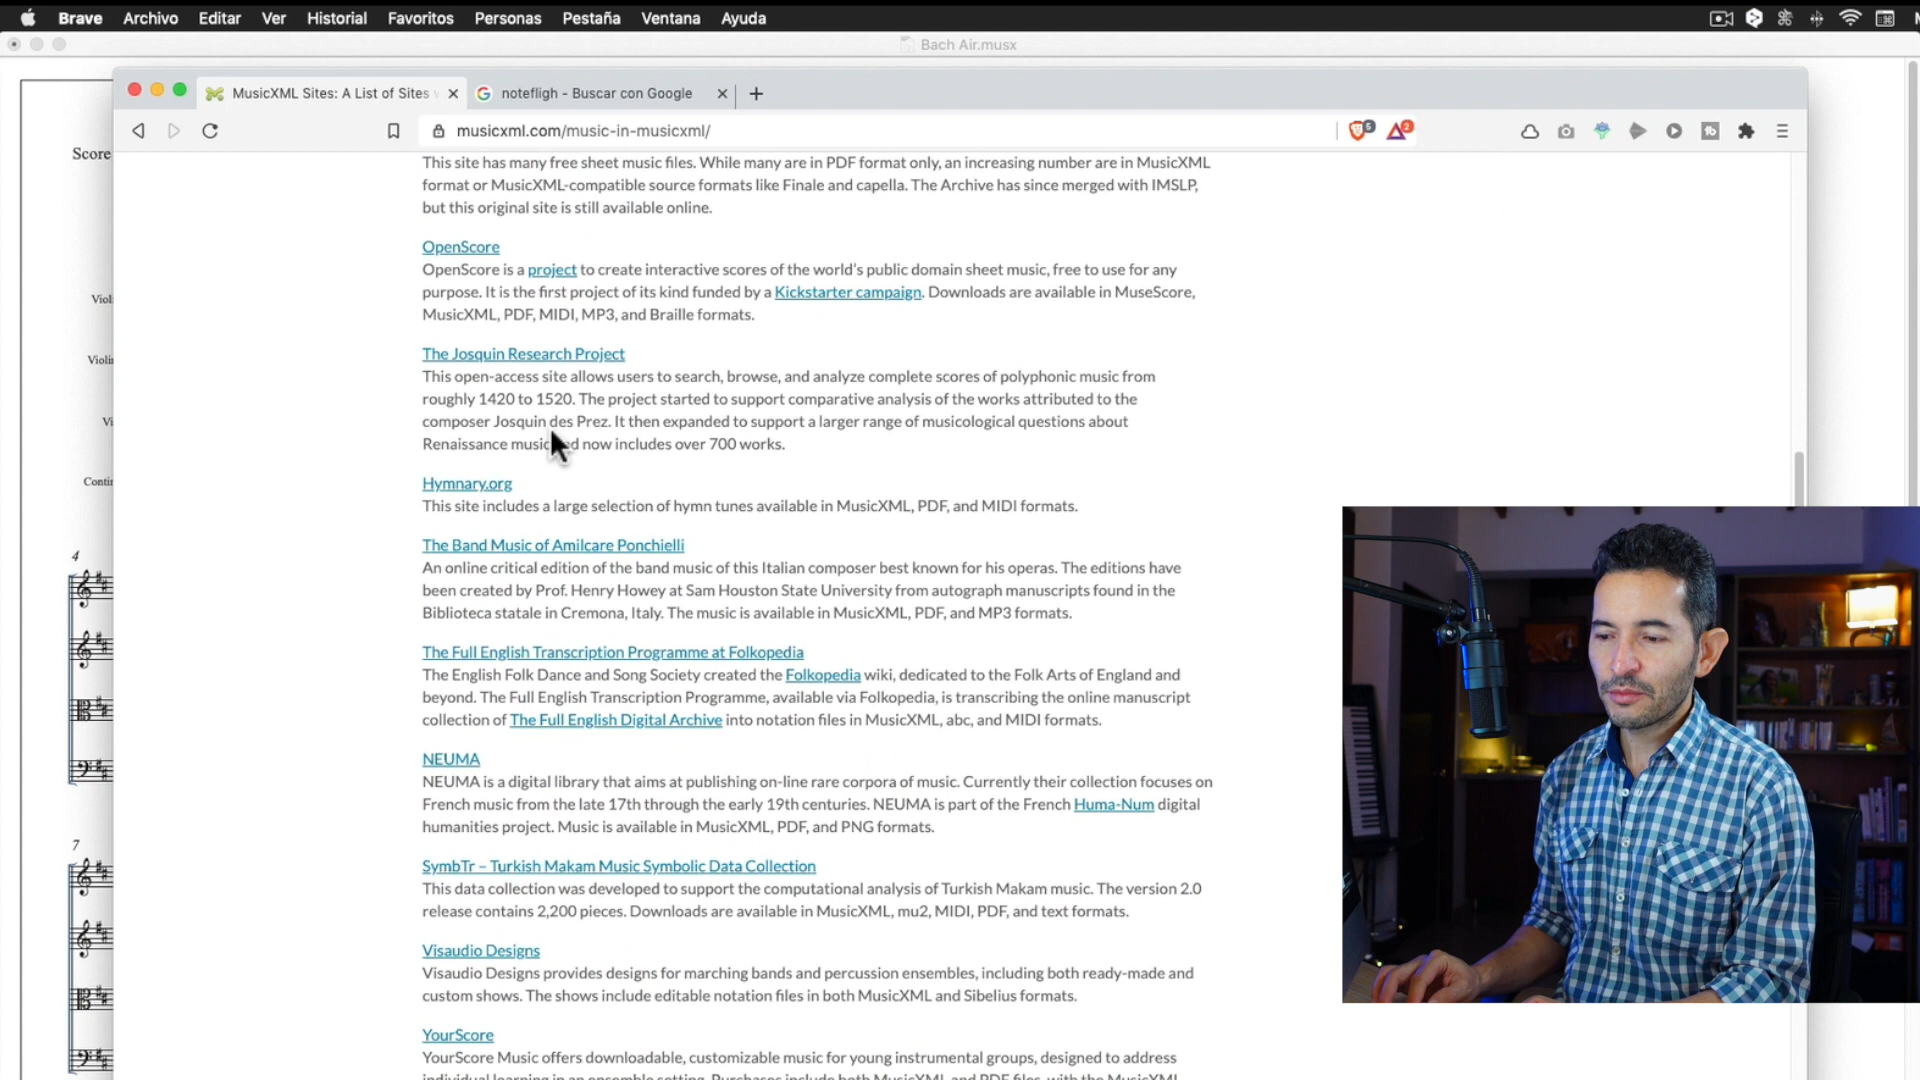 Brave Archivo Editar Ver Historial Favoritos Personas Pestaña Ventana Ayuda
Bach Air.musx
MusicXML Sites: A List of Sites
notefligh - Buscar con Google
musicxml.com/music-in-musicxml/
5
2
Score
Viol
Violi
Vi
Conti
4
7
This site has many free sheet music files. While many are in PDF format only, an increasing number are in MusicXML
format or MusicXML-compatible source formats like Finale and capella. The Archive has since merged with IMSLP,
but this original site is still available online.
OpenScore
OpenScore is a project to create interactive scores of the world's public domain sheet music, free to use for any
purpose. It is the first project of its kind funded by a Kickstarter campaign. Downloads are available in MuseScore,
MusicXML, PDF, MIDI, MP3, and Braille formats.
The Josquin Research Project
This open-access site allows users to search, browse, and analyze complete scores of polyphonic music from
roughly 1420 to 1520. The project started to support comparative analysis of the works attributed to the
composer Josquin des Prez. It then expanded to support a larger range of musicological questions about
Renaissance music now includes over 700 works.
Hymnary.org
This site includes a large selection of hymn tunes available in MusicXML, PDF, and MIDI formats.
The Band Music of Amilcare Ponchielli
An online critical edition of the band music of this Italian composer best known for his operas. The editions have
been created by Prof. Henry Howey at Sam Houston State University from autograph manuscripts found in the
Biblioteca statale in Cremona, Italy. The music is available in MusicXML, PDF, and MP3 formats.
The Full English Transcription Programme at Folkopedia
The English Folk Dance and Song Society created the Folkopedia wiki, dedicated to the Folk Arts of England and
beyond. The Full English Transcription Programme, available via Folkopedia, is transcribing the online manuscript
collection of The Full English Digital Archive into notation files in MusicXML, abc, and MIDI formats.
NEUMA
NEUMA is a digital library that aims at publishing on-line rare corpora of music. Currently their collection focuses on
French music from the late 17th through the early 19th centuries. NEUMA is part of the French Huma-Num digital
humanities project. Music is available in MusicXML, PDF, and PNG formats.
SymbTr – Turkish Makam Music Symbolic Data Collection
This data collection was developed to support the computational analysis of Turkish Makam music. The version 2.0
release contains 2,200 pieces. Downloads are available in MusicXML, mu2, MIDI, PDF, and text formats.
Visaudio Designs
Visaudio Designs provides designs for marching bands and percussion ensembles, including both ready-made and
custom shows. The shows include editable notation files in both MusicXML and Sibelius formats.
YourScore
YourScore Music offers downloadable, customizable music for young instrumental groups, designed to address
individual learning in an ensemble setting. Purchases include both MusicXML and PDF files, with the MusicXML